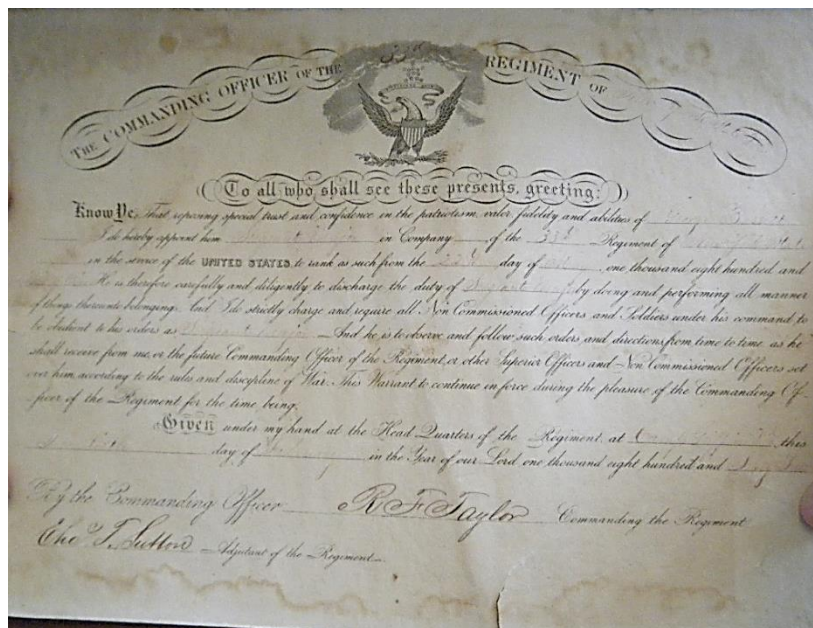 THE COMMANDING OFFICER OF THE 33d REGIMENT OF
To all who shall see these presents, greeting:
Know Ye, That reposing special trust and confidence in the patriotism, valor, fidelity and abilities of
I do hereby appoint him in Company of the 33d Regiment of
in the service of the UNITED STATES, to rank as such from the day of one thousand eight hundred and
He is therefore carefully and diligently to discharge the duty of by doing and performing all manner
of things thereunto belonging. And I do strictly charge and require all Non Commissioned Officers and Soldiers under his command to
be obedient to his orders as And he is to observe and follow such orders and directions, from time to time, as he
shall receive from me, or the future Commanding Officer of the Regiment, or other Superior Officers and Non Commissioned Officers set
over him, according to the rules and discipline of War. This Warrant to continue in force during the pleasure of the Commanding Of-
ficer of the Regiment for the time being.
Given under my hand at the Head Quarters of the Regiment, at this
day of in the Year of our Lord one thousand eight hundred and
By the Commanding Officer R F Taylor Commanding the Regiment
Sutton Adjutant of the Regiment